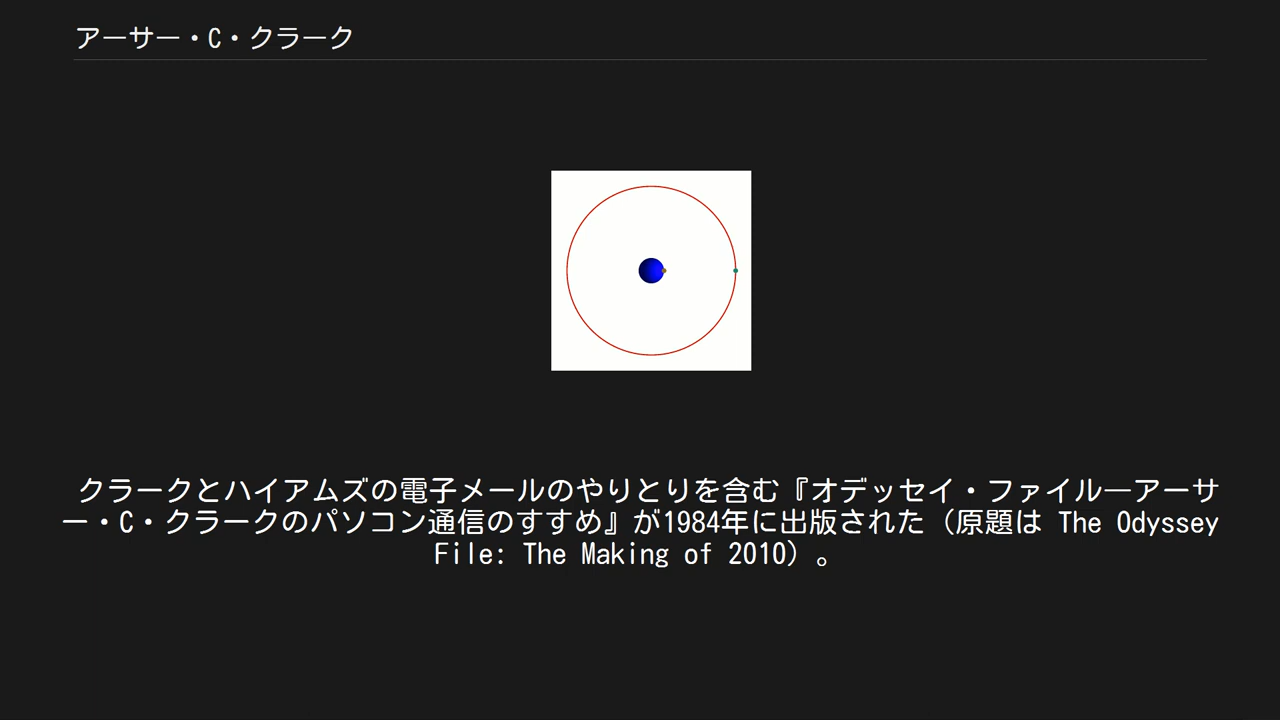 アーサー・C・クラーク
クラークとハイアムズの電子メールのやりとりを含む『オデッセイ・ファイル―アーサ
ー・C・クラークのパソコン通信のすすめ』が1984年に出版された（原題は The Odyssey
File: The Making of 2010）。